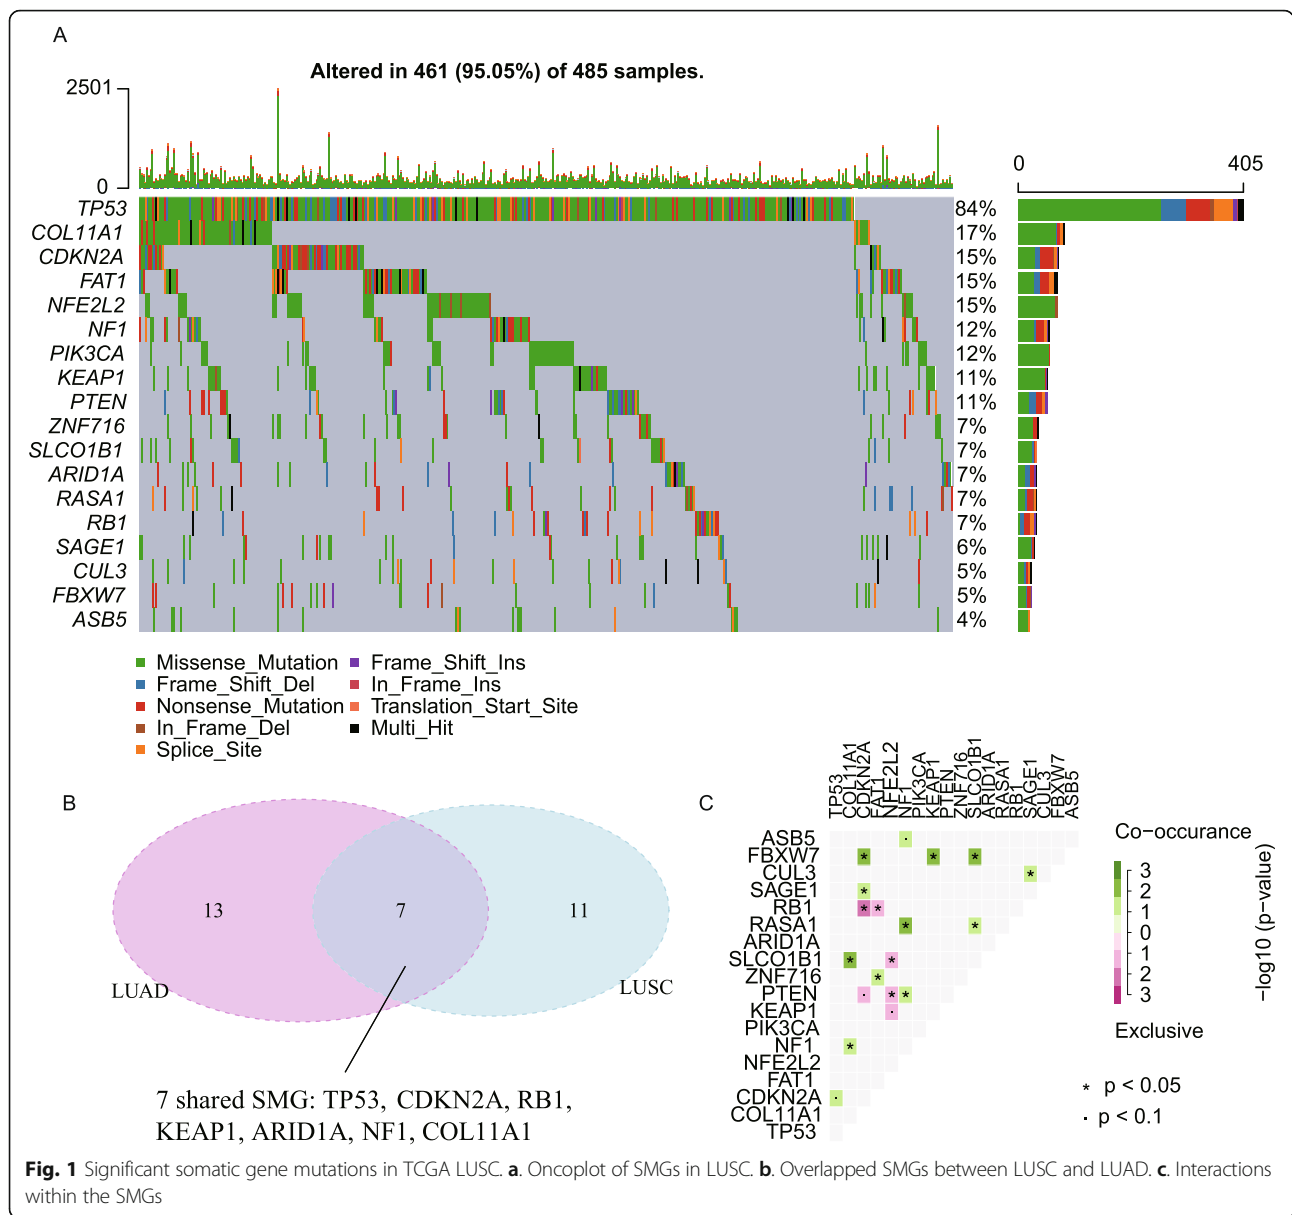 A
Altered in 461 (95.05%) of 485 samples.
2501
0
0 405
TP53 84%
COL11A1 17%
CDKN2A 15%
FAT1 15%
NFE2L2 15%
NF1 12%
PIK3CA 12%
KEAP1 11%
PTEN 11%
ZNF716 7%
SLCO1B1 7%
ARID1A 7%
RASA1 7%
RB1 7%
SAGE1 6%
CUL3 5%
FBXW7 5%
ASB5 4%
Missense_Mutation Frame_Shift_Ins
Frame_Shift_Del In_Frame_Ins
Nonsense_Mutation Translation_Start_Site
In_Frame_Del Multi_Hit
Splice_Site
B
13 7 11
LUAD LUSC
7 shared SMG: TP53, CDKN2A, RB1,
KEAP1, ARID1A, NF1, COL11A1
C
TP53
COL11A1
CDKN2A
FAT1
NFE2L2
NF1
PIK3CA
KEAP1
PTEN
ZNF716
SLCO1B1
ARID1A
RASA1
RB1
SAGE1
CUL3
FBXW7
ASB5
ASB5 .
FBXW7 * * *
CUL3 *
SAGE1 *
RB1 * *
RASA1 * *
ARID1A
SLCO1B1 * *
ZNF716 *
PTEN . * *
KEAP1 .
PIK3CA
NF1 *
NFE2L2
FAT1
CDKN2A .
COL11A1
TP53
Co-occurance
3
2
1
0
1
2
3
−log10 (p-value)
Exclusive
* p < 0.05
. p < 0.1
Fig. 1 Significant somatic gene mutations in TCGA LUSC. a. Oncoplot of SMGs in LUSC. b. Overlapped SMGs between LUSC and LUAD. c. Interactions
within the SMGs